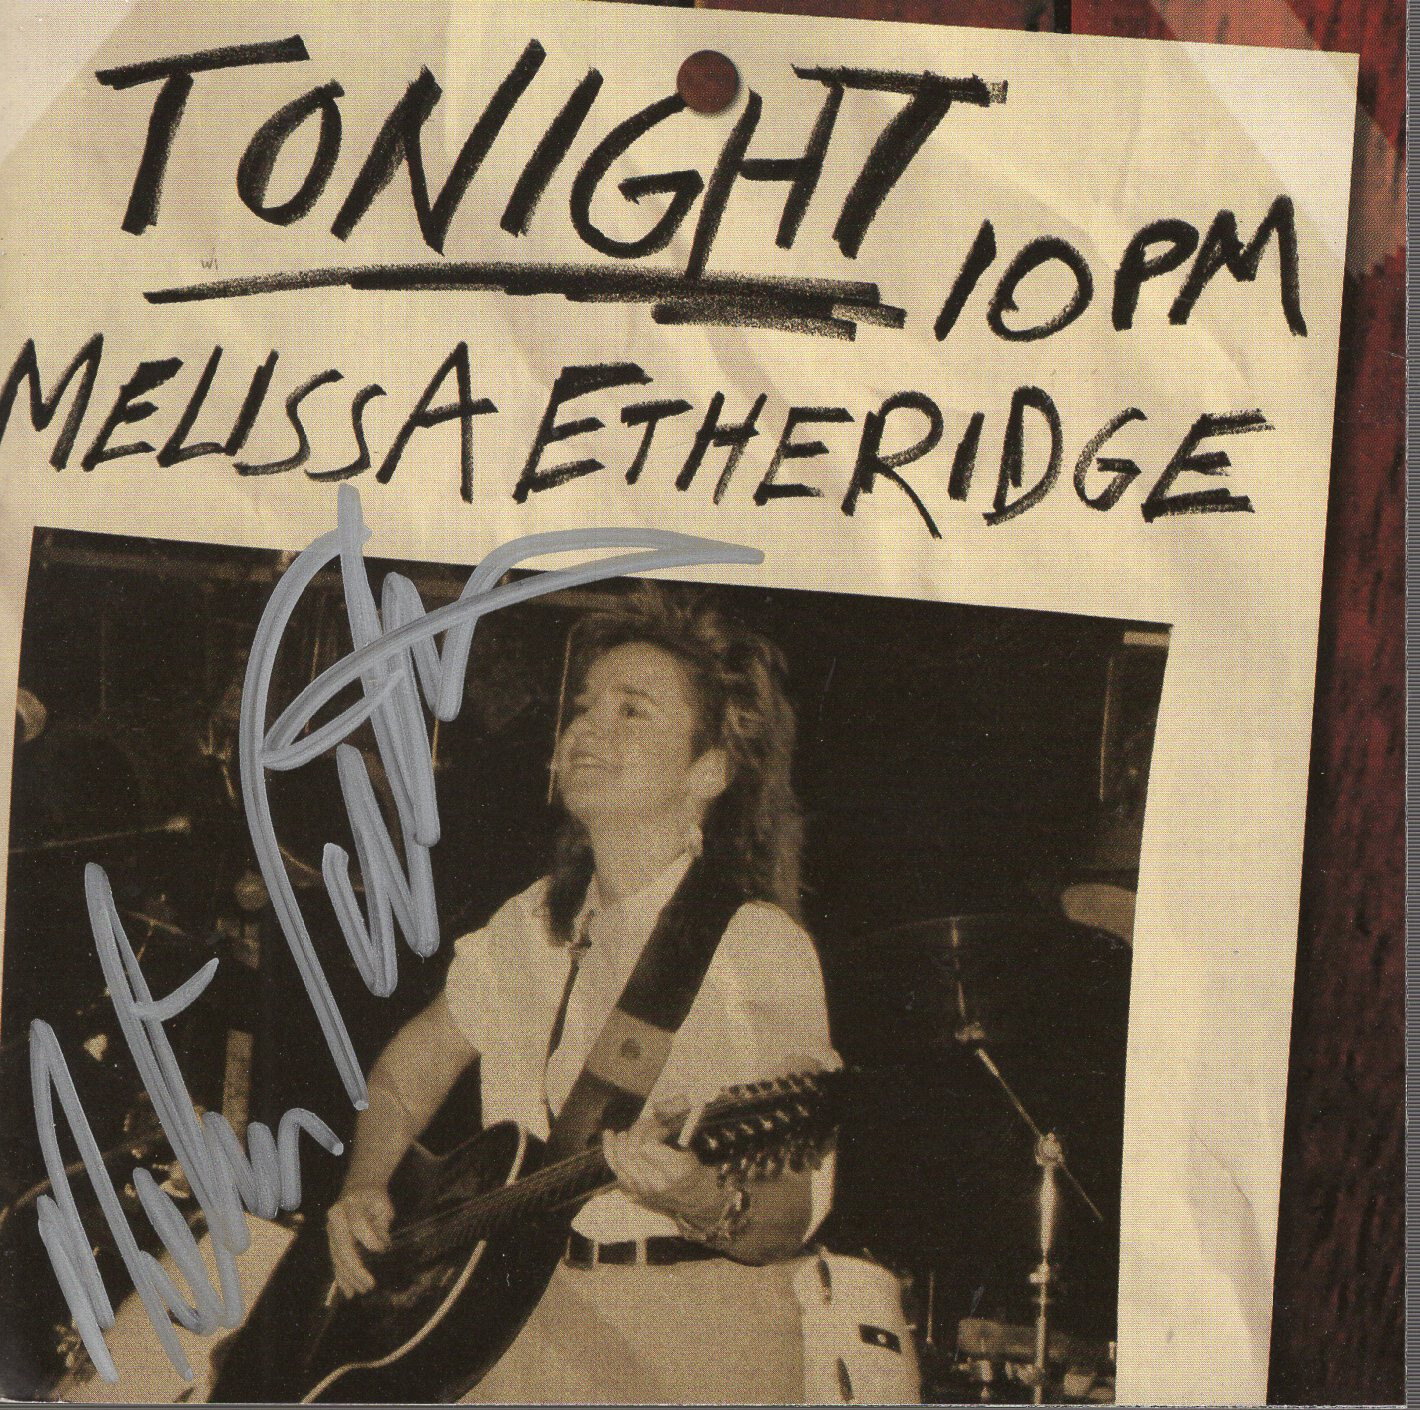 TONIGHT
10PM
MELISSA ETHERIDGE